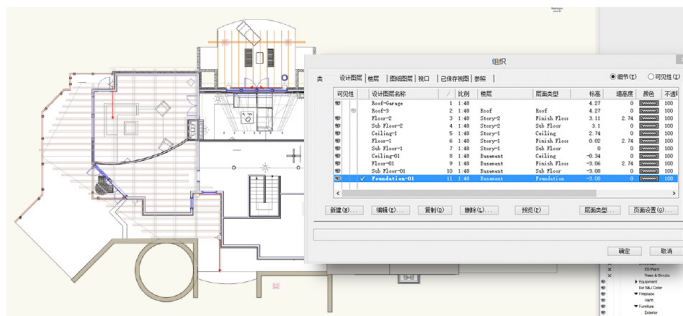 组织
类 设计图层 楼层 图纸图层 视口 已保存视图 参照 细节(T) 可见性(I)
可见性 设计图层名称 / 比例 楼层 层面类型 标高 墙高度 颜色 不透
Roof-Garage 1 1:48 4.27 0 100
Roof-3 2 1:48 Roof Roof 4.27 0 100
Floor-2 3 1:48 Story-2 Finish Floor 3.11 2.74 100
Sub Floor-2 4 1:48 Story-2 Sub Floor 3.1 0 100
Ceiling-1 5 1:48 Story-1 Ceiling 2.74 0 100
Floor-1 6 1:48 Story-1 Finish Floor 0.02 2.74 100
Sub Floor-1 7 1:48 Story-1 Sub Floor 0 0 100
Ceiling-01 8 1:48 Basement Ceiling -0.34 0 100
Floor-01 9 1:48 Basement Finish Floor -3.06 2.74 100
Sub Floor-01 10 1:48 Basement Sub Floor -3.08 0 100
✓ Foundation-01 11 1:48 Basement Foundation -3.08 0 100
新建(N)... 编辑(E)... 复制(D) 删除(L)... 预览(P) 层面类型... 页面设置(G)...
确定 取消
Equipment
Fireplace
Furniture
Exterior